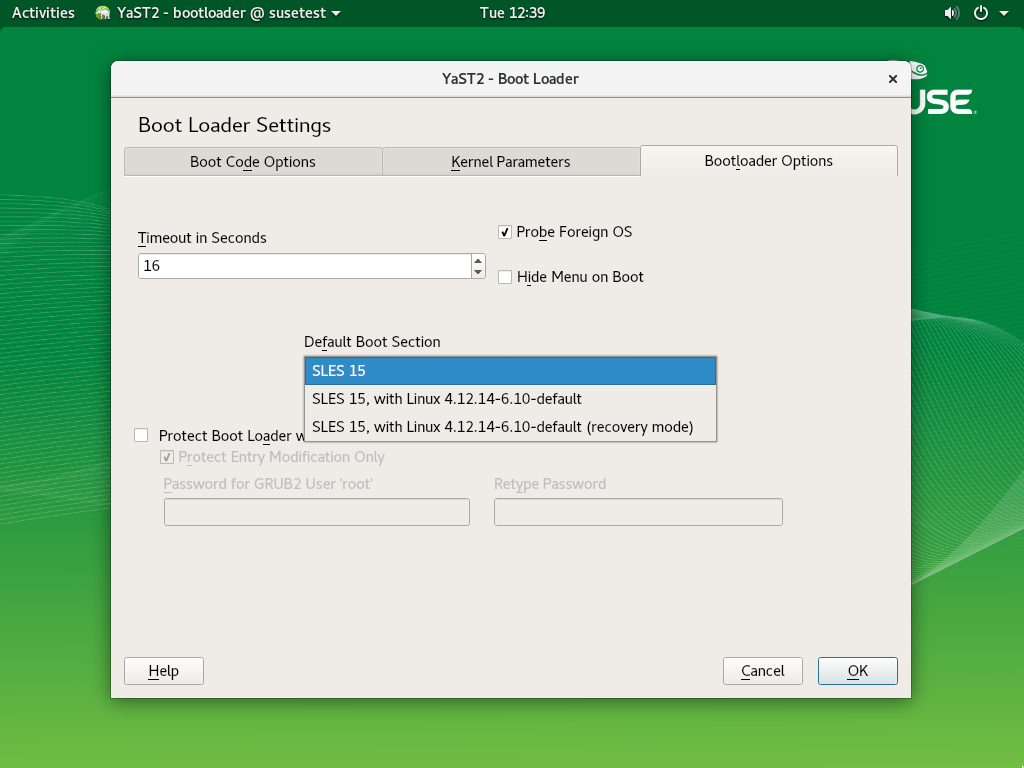 Activities YaST2 - bootloader @ susetest Tue 12:39
YaST2 - Boot Loader
USE
Boot Loader Settings
Boot Code Options Kernel Parameters Bootloader Options
Timeout in Seconds
Probe Foreign OS
16
Hide Menu on Boot
Default Boot Section
SLES 15
SLES 15, with Linux 4.12.14-6.10-default
SLES 15, with Linux 4.12.14-6.10-default (recovery mode)
Protect Boot Loader w
Protect Entry Modification Only
Password for GRUB2 User 'root' Retype Password
Help Cancel OK